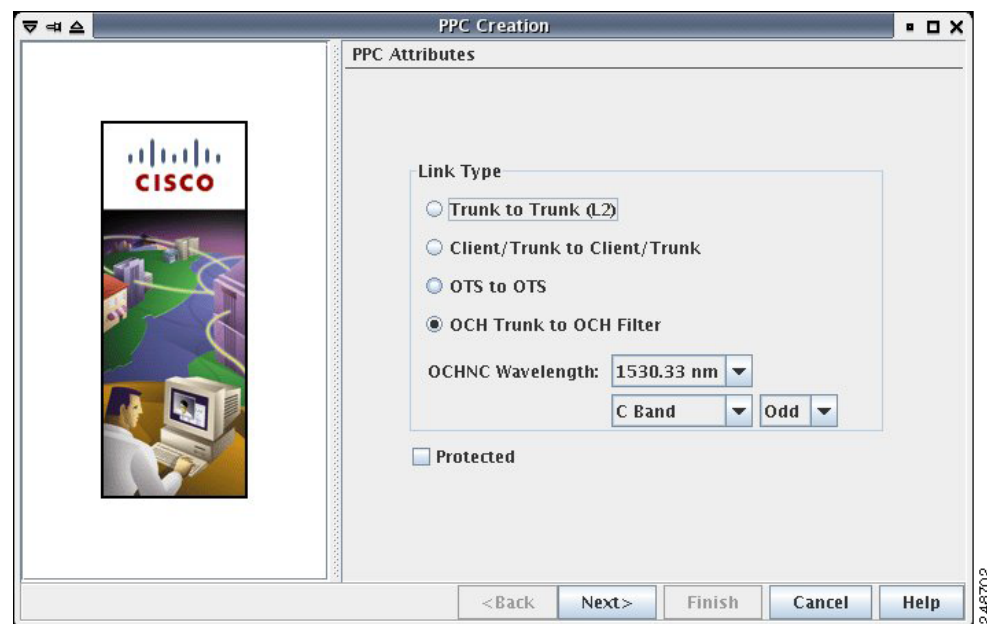 PPC Creation
PPC Attributes
CISCO
Link Type
Trunk to Trunk (L2)
Client/Trunk to Client/Trunk
OTS to OTS
OCH Trunk to OCH Filter
OCHNC Wavelength: 1530.33 nm
C Band Odd
Protected
<Back Next> Finish Cancel Help
248702